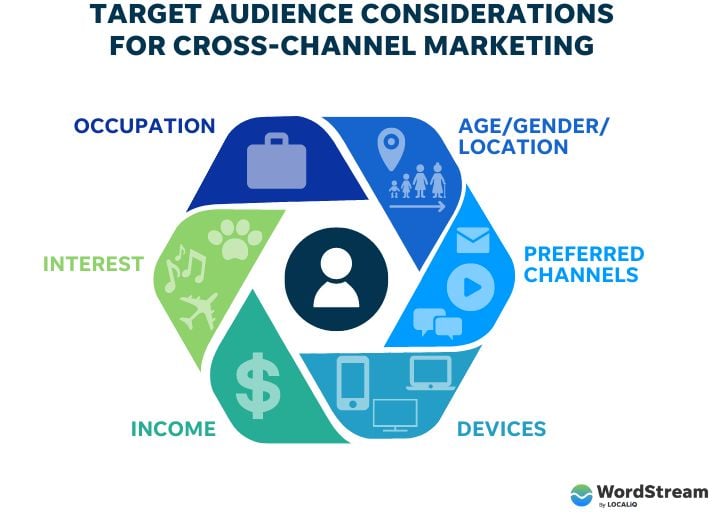 TARGET AUDIENCE CONSIDERATIONS
FOR CROSS-CHANNEL MARKETING
OCCUPATION
AGE/GENDER/
LOCATION
INTEREST
PREFERRED
CHANNELS
$
INCOME
DEVICES
WordStream
By LOCALiQ